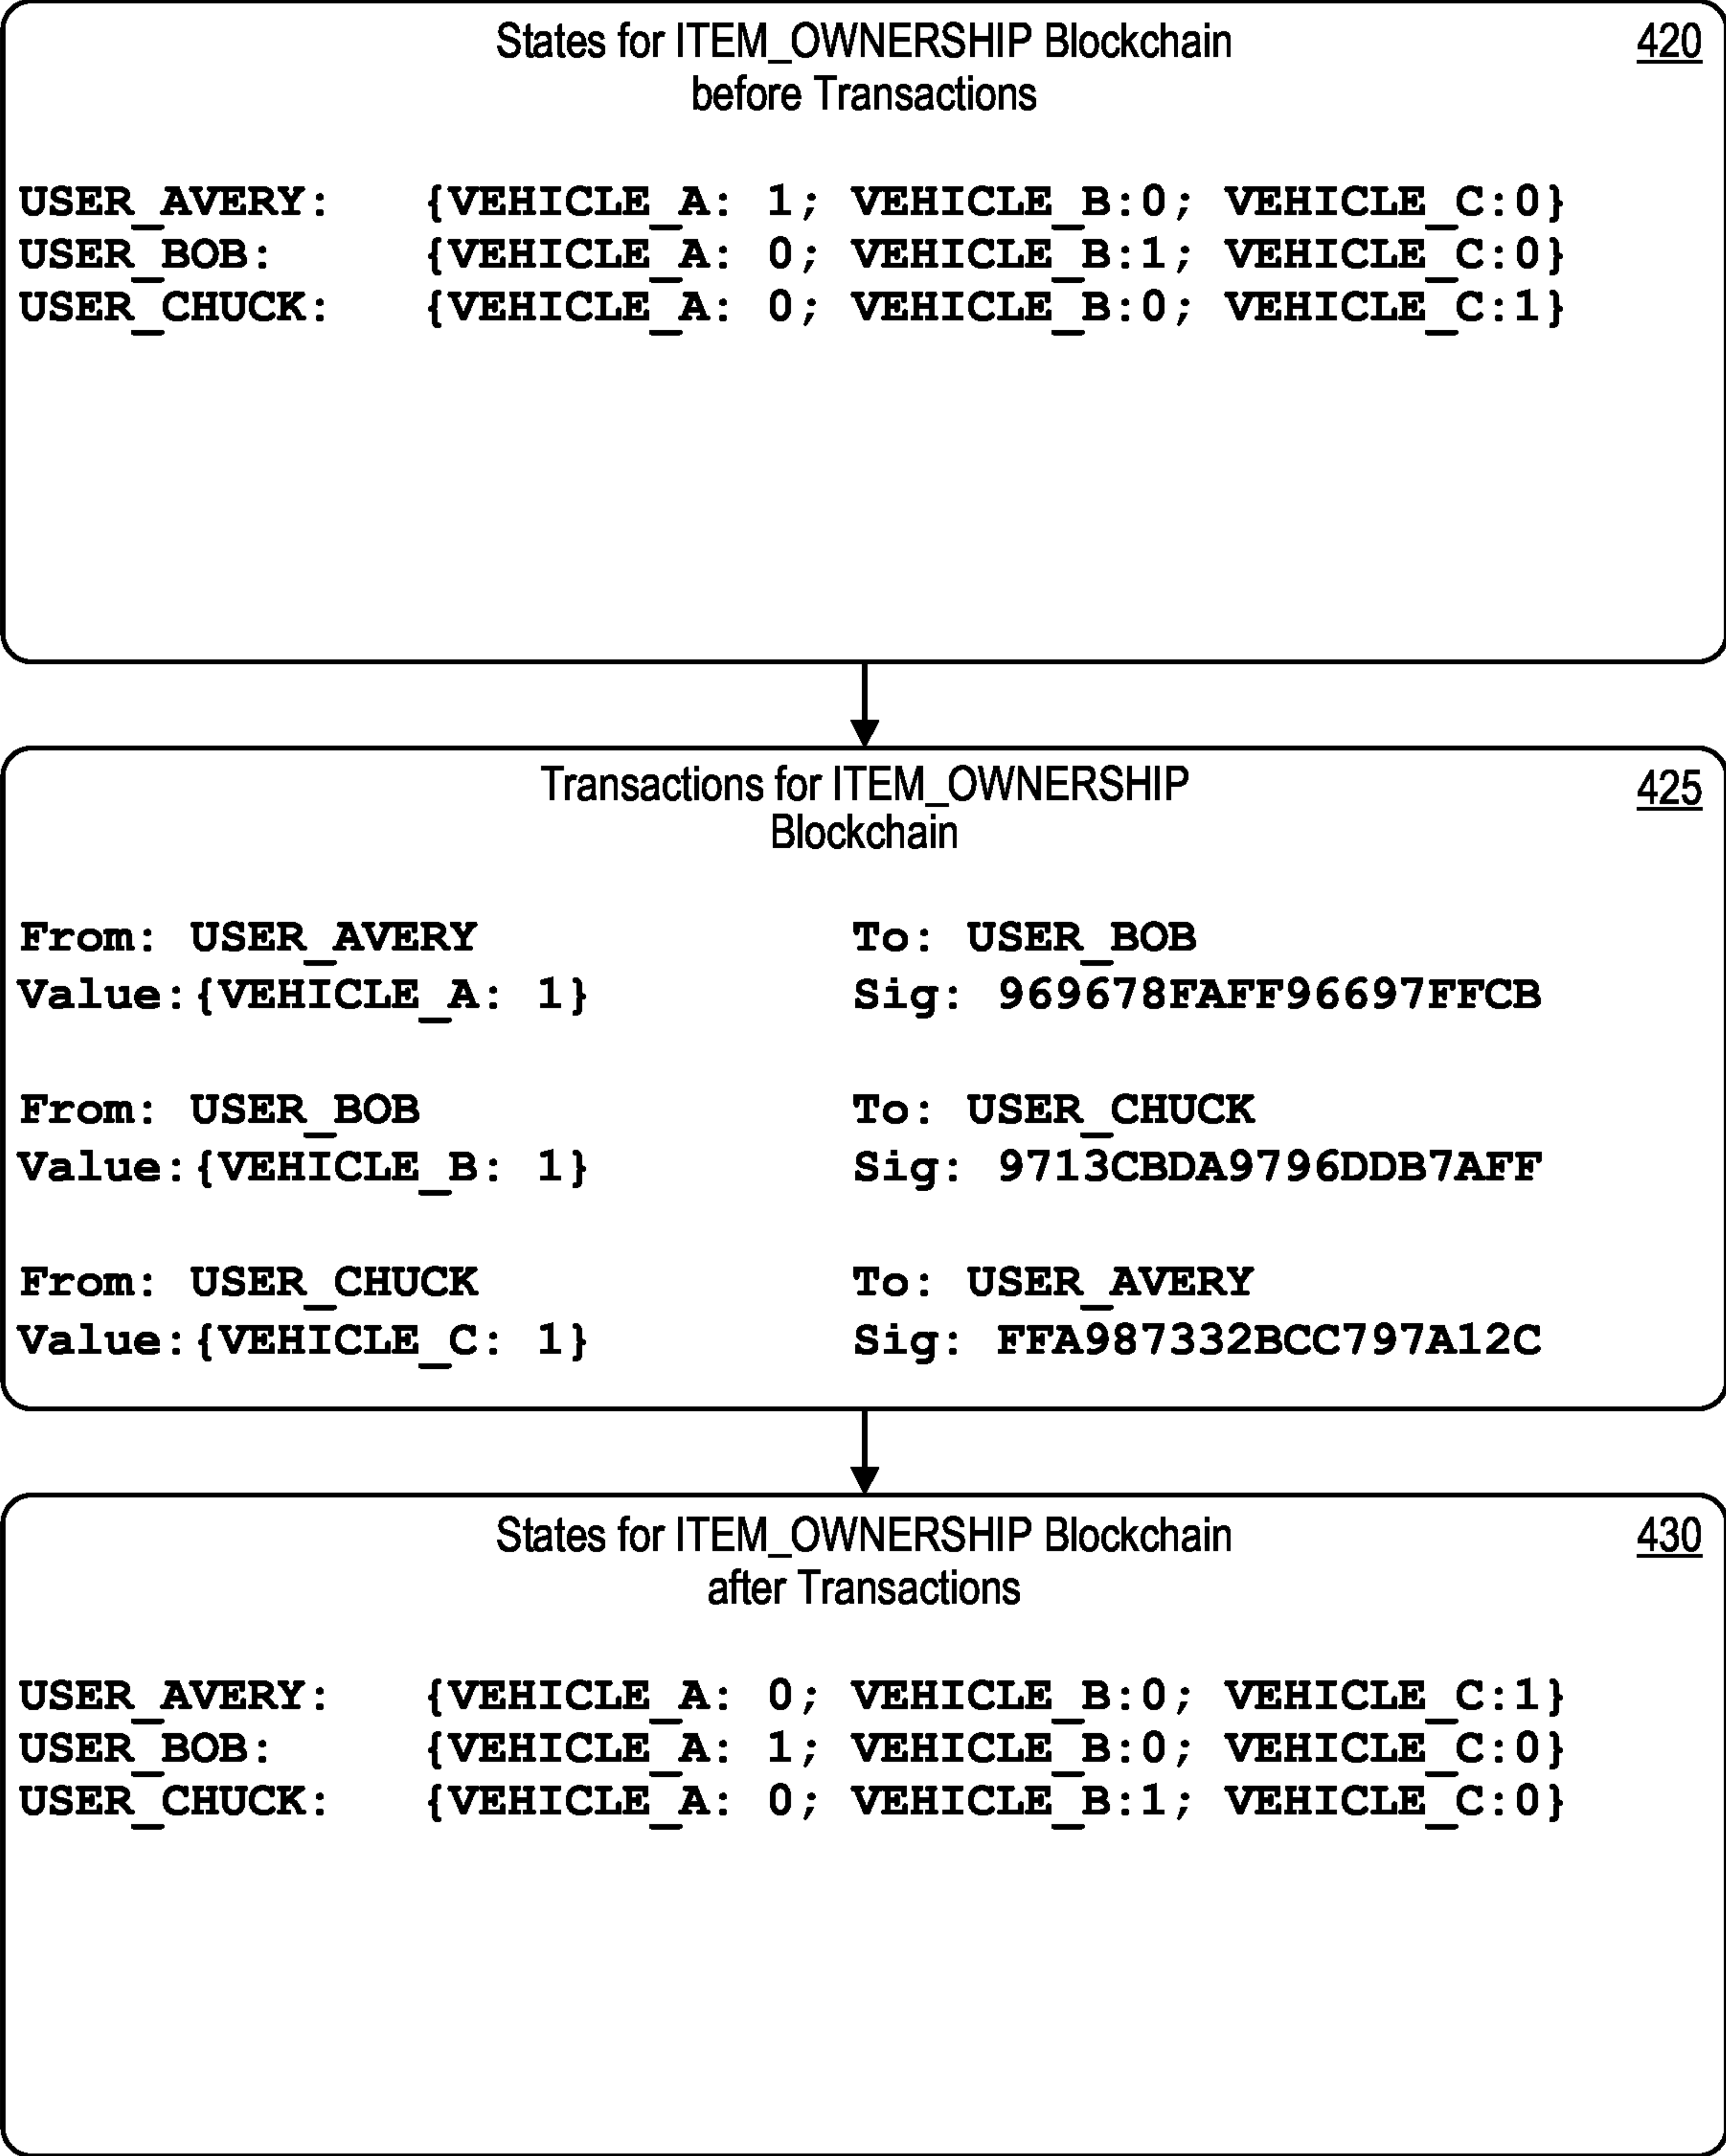 States for ITEM_OWNERSHIP Blockchain 420
before Transactions
USER_AVERY: {VEHICLE_A: 1; VEHICLE_B:0; VEHICLE_C:0}
USER_BOB: {VEHICLE_A: 0; VEHICLE_B:1; VEHICLE_C:0}
USER_CHUCK: {VEHICLE_A: 0; VEHICLE_B:0; VEHICLE_C:1}
Transactions for ITEM_OWNERSHIP 425
Blockchain
From: USER_AVERY To: USER_BOB
Value:{VEHICLE_A: 1} Sig: 969678FAFF96697FFCB
From: USER_BOB To: USER_CHUCK
Value:{VEHICLE_B: 1} Sig: 9713CBDA9796DDB7AFF
From: USER_CHUCK To: USER_AVERY
Value:{VEHICLE_C: 1} Sig: FFA987332BCC797A12C
States for ITEM_OWNERSHIP Blockchain 430
after Transactions
USER_AVERY: {VEHICLE_A: 0; VEHICLE_B:0; VEHICLE_C:1}
USER_BOB: {VEHICLE_A: 1; VEHICLE_B:0; VEHICLE_C:0}
USER_CHUCK: {VEHICLE_A: 0; VEHICLE_B:1; VEHICLE_C:0}